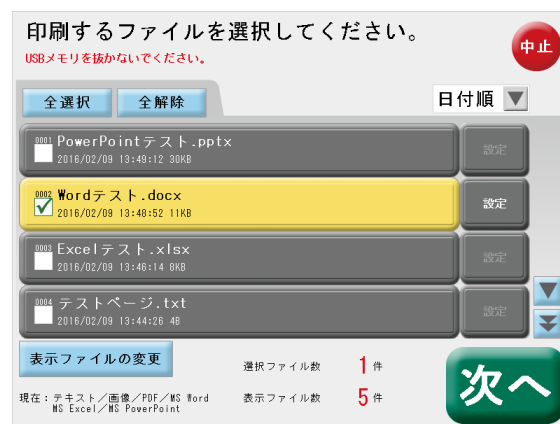 印刷するファイルを選択してください。
USBメモリを抜かないでください。
中止
全選択 全解除 日付順
0001 PowerPointテスト.pptx 設定
2016/02/09 13:49:12 30KB
0002 Wordテスト.docx 設定
2016/02/09 13:48:52 11KB
0003 Excelテスト.xlsx 設定
2016/02/09 13:46:14 8KB
0004 テストページ.txt 設定
2016/02/09 13:44:26 4B
表示ファイルの変更 選択ファイル数 1 件
現在：テキスト／画像／PDF／MS Word 表示ファイル数 5 件
MS Excel／MS PowerPoint
次へ